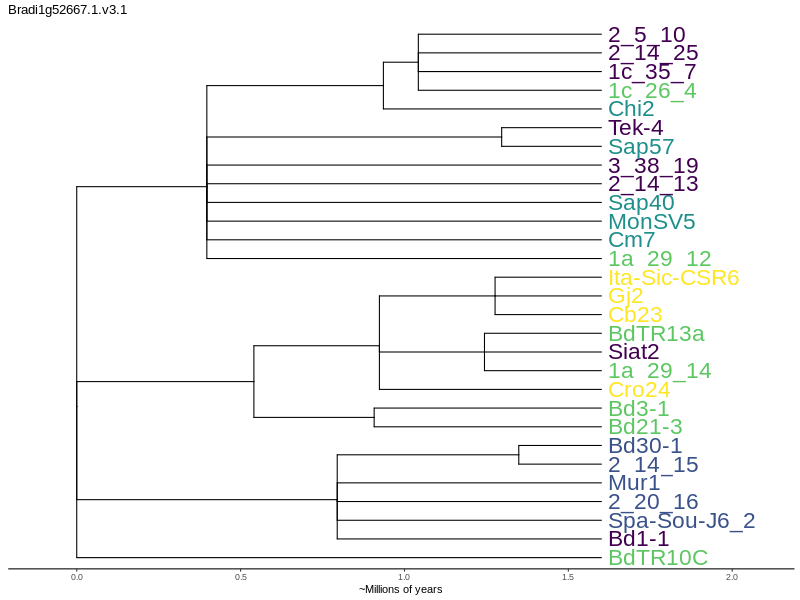 Bradi1g52667.1.v3.1
2_5_10
2_14_25
1c_35_7
1c_26_4
Chi2
Tek-4
Sap57
3_38_19
2_14_13
Sap40
MonSV5
Cm7
1a_29_12
Ita-Sic-CSR6
Gj2
Cb23
BdTR13a
Siat2
1a_29_14
Cro24
Bd3-1
Bd21-3
Bd30-1
2_14_15
Mur1
2_20_16
Spa-Sou-J6_2
Bd1-1
BdTR10C
0.0 0.5 1.0 1.5 2.0
~Millions of years